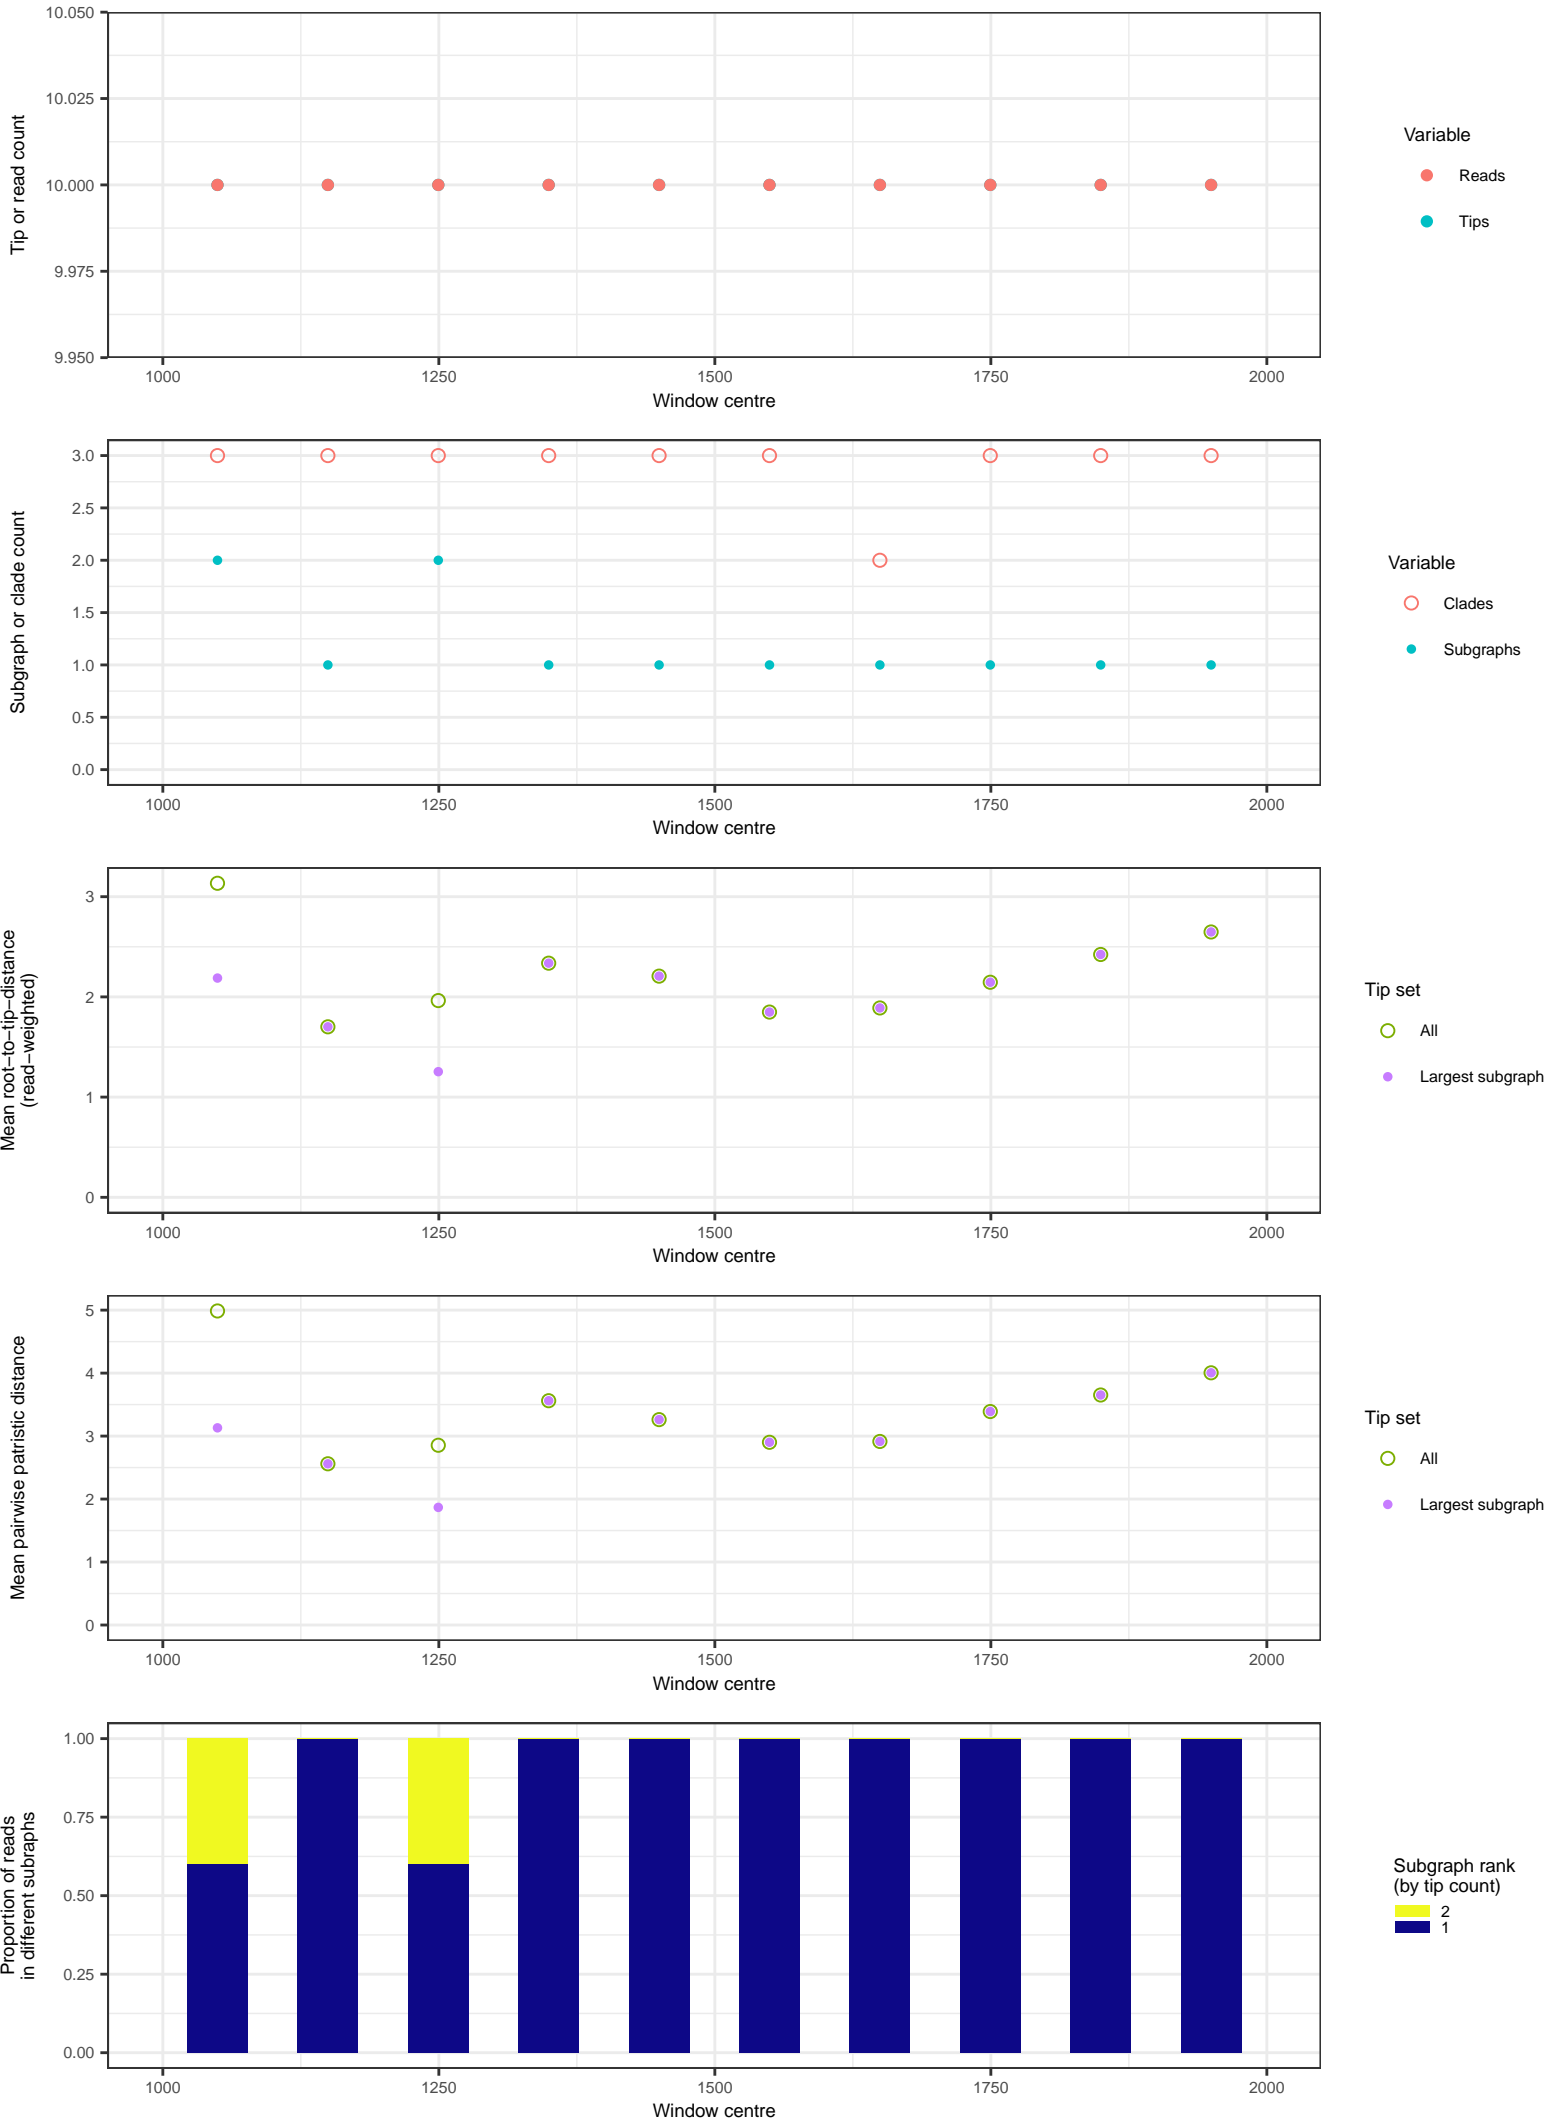 10.050
10.025
10.000
9.975
9.950
Tip or read count
1000 1250 1500 1750 2000
Window centre
Variable
Reads
Tips
3.0
2.5
2.0
1.5
1.0
0.5
0.0
Subgraph or clade count
1000 1250 1500 1750 2000
Window centre
Variable
Clades
Subgraphs
3
2
1
0
Mean root−to−tip−distance
(read−weighted)
1000 1250 1500 1750 2000
Window centre
Tip set
All
Largest subgraph
5
4
3
2
1
0
Mean pairwise patristic distance
1000 1250 1500 1750 2000
Window centre
Tip set
All
Largest subgraph
1.00
0.75
0.50
0.25
0.00
Proportion of reads
in different subraphs
1000 1250 1500 1750 2000
Window centre
Subgraph rank
(by tip count)
2
1